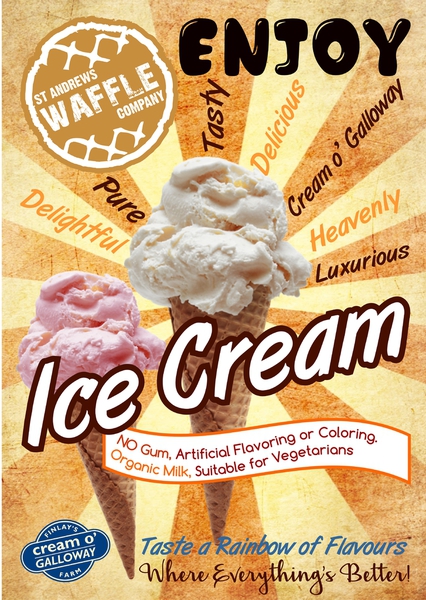 ENJOY
ST ANDREWS
WAFFLE
COMPANY
Tasty
Delicious
Cream o' Galloway
Pure
Delightful
Heavenly
Luxurious
Ice Cream
NO Gum, Artificial Flavoring or Coloring,
Organic Milk, Suitable for Vegetarians
FINLAY'S
cream o'
GALLOWAY
FARM
Taste a Rainbow of Flavours
Where Everything's Better!